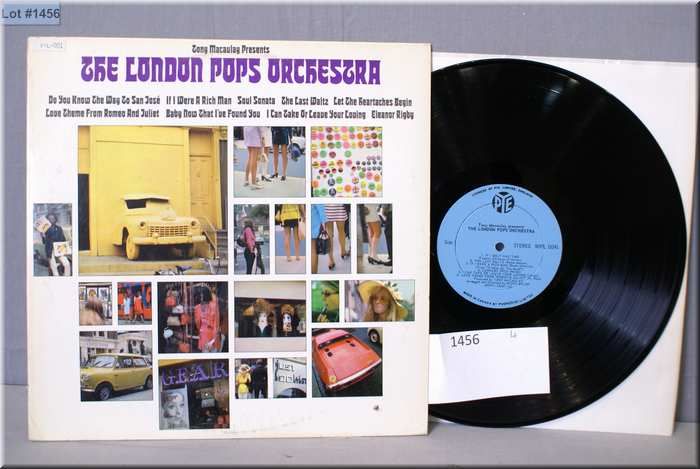 Lot #1456
Tony Macaulay Presents
THE LONDON POPS ORCHESTRA
Do You Know The Way To San José If I Were A Rich Man Soul Sonata The Last Waltz Let The Heartaches Begin
Love Theme From Romeo And Juliet Baby Now That I've Found You I Can Take Or Leave Your Loving Eleanor Rigby
GEAR
PYE
Tony Macaulay presents
THE LONDON POPS ORCHESTRA
STEREO
1456
4